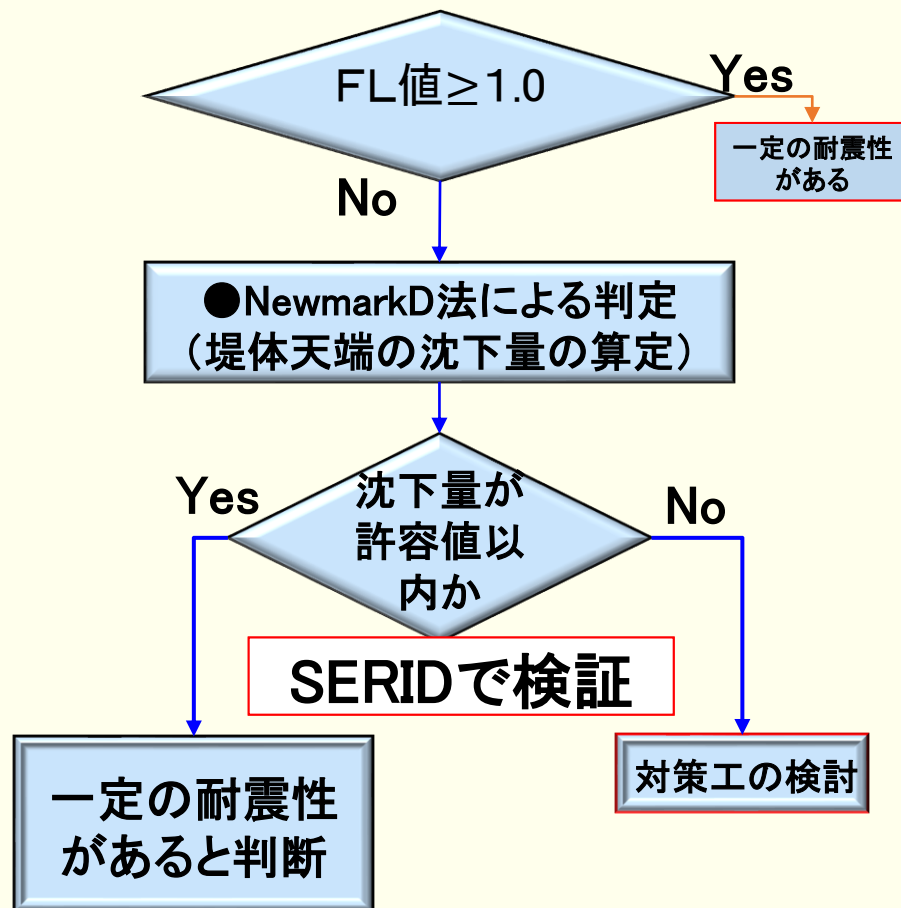 FL値≥1.0
Yes
一定の耐震性
がある
No
●NewmarkD法による判定
（堤体天端の沈下量の算定）
Yes
沈下量が
許容値以
内か
No
SERIDで検証
一定の耐震性
があると判断
対策工の検討